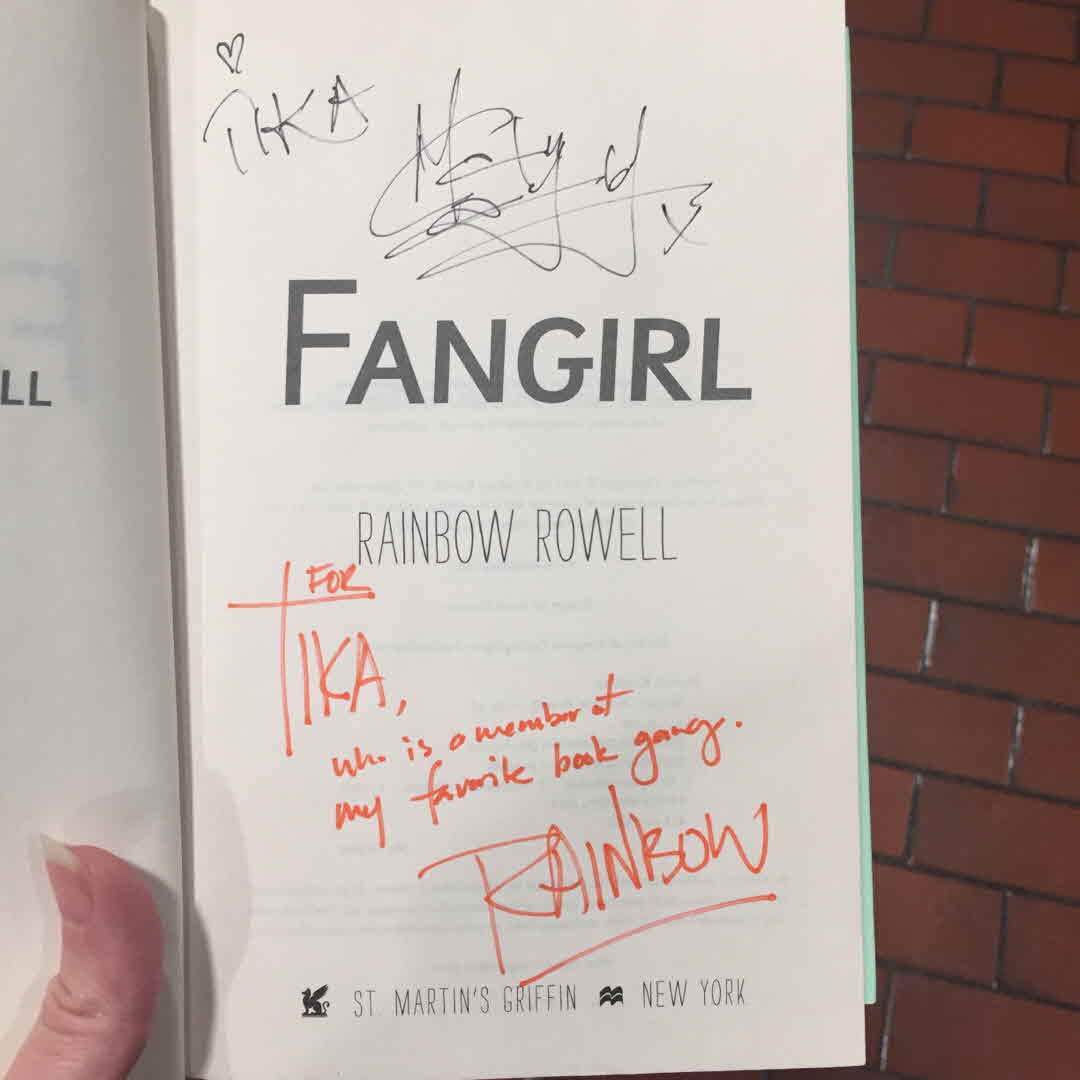 LL
TIKA
FANGIRL
RAINBOW ROWELL
FOR
TIKA,
who is a member of
my favorite book gang.
RAINBOW
ST. MARTIN'S GRIFFIN NEW YORK